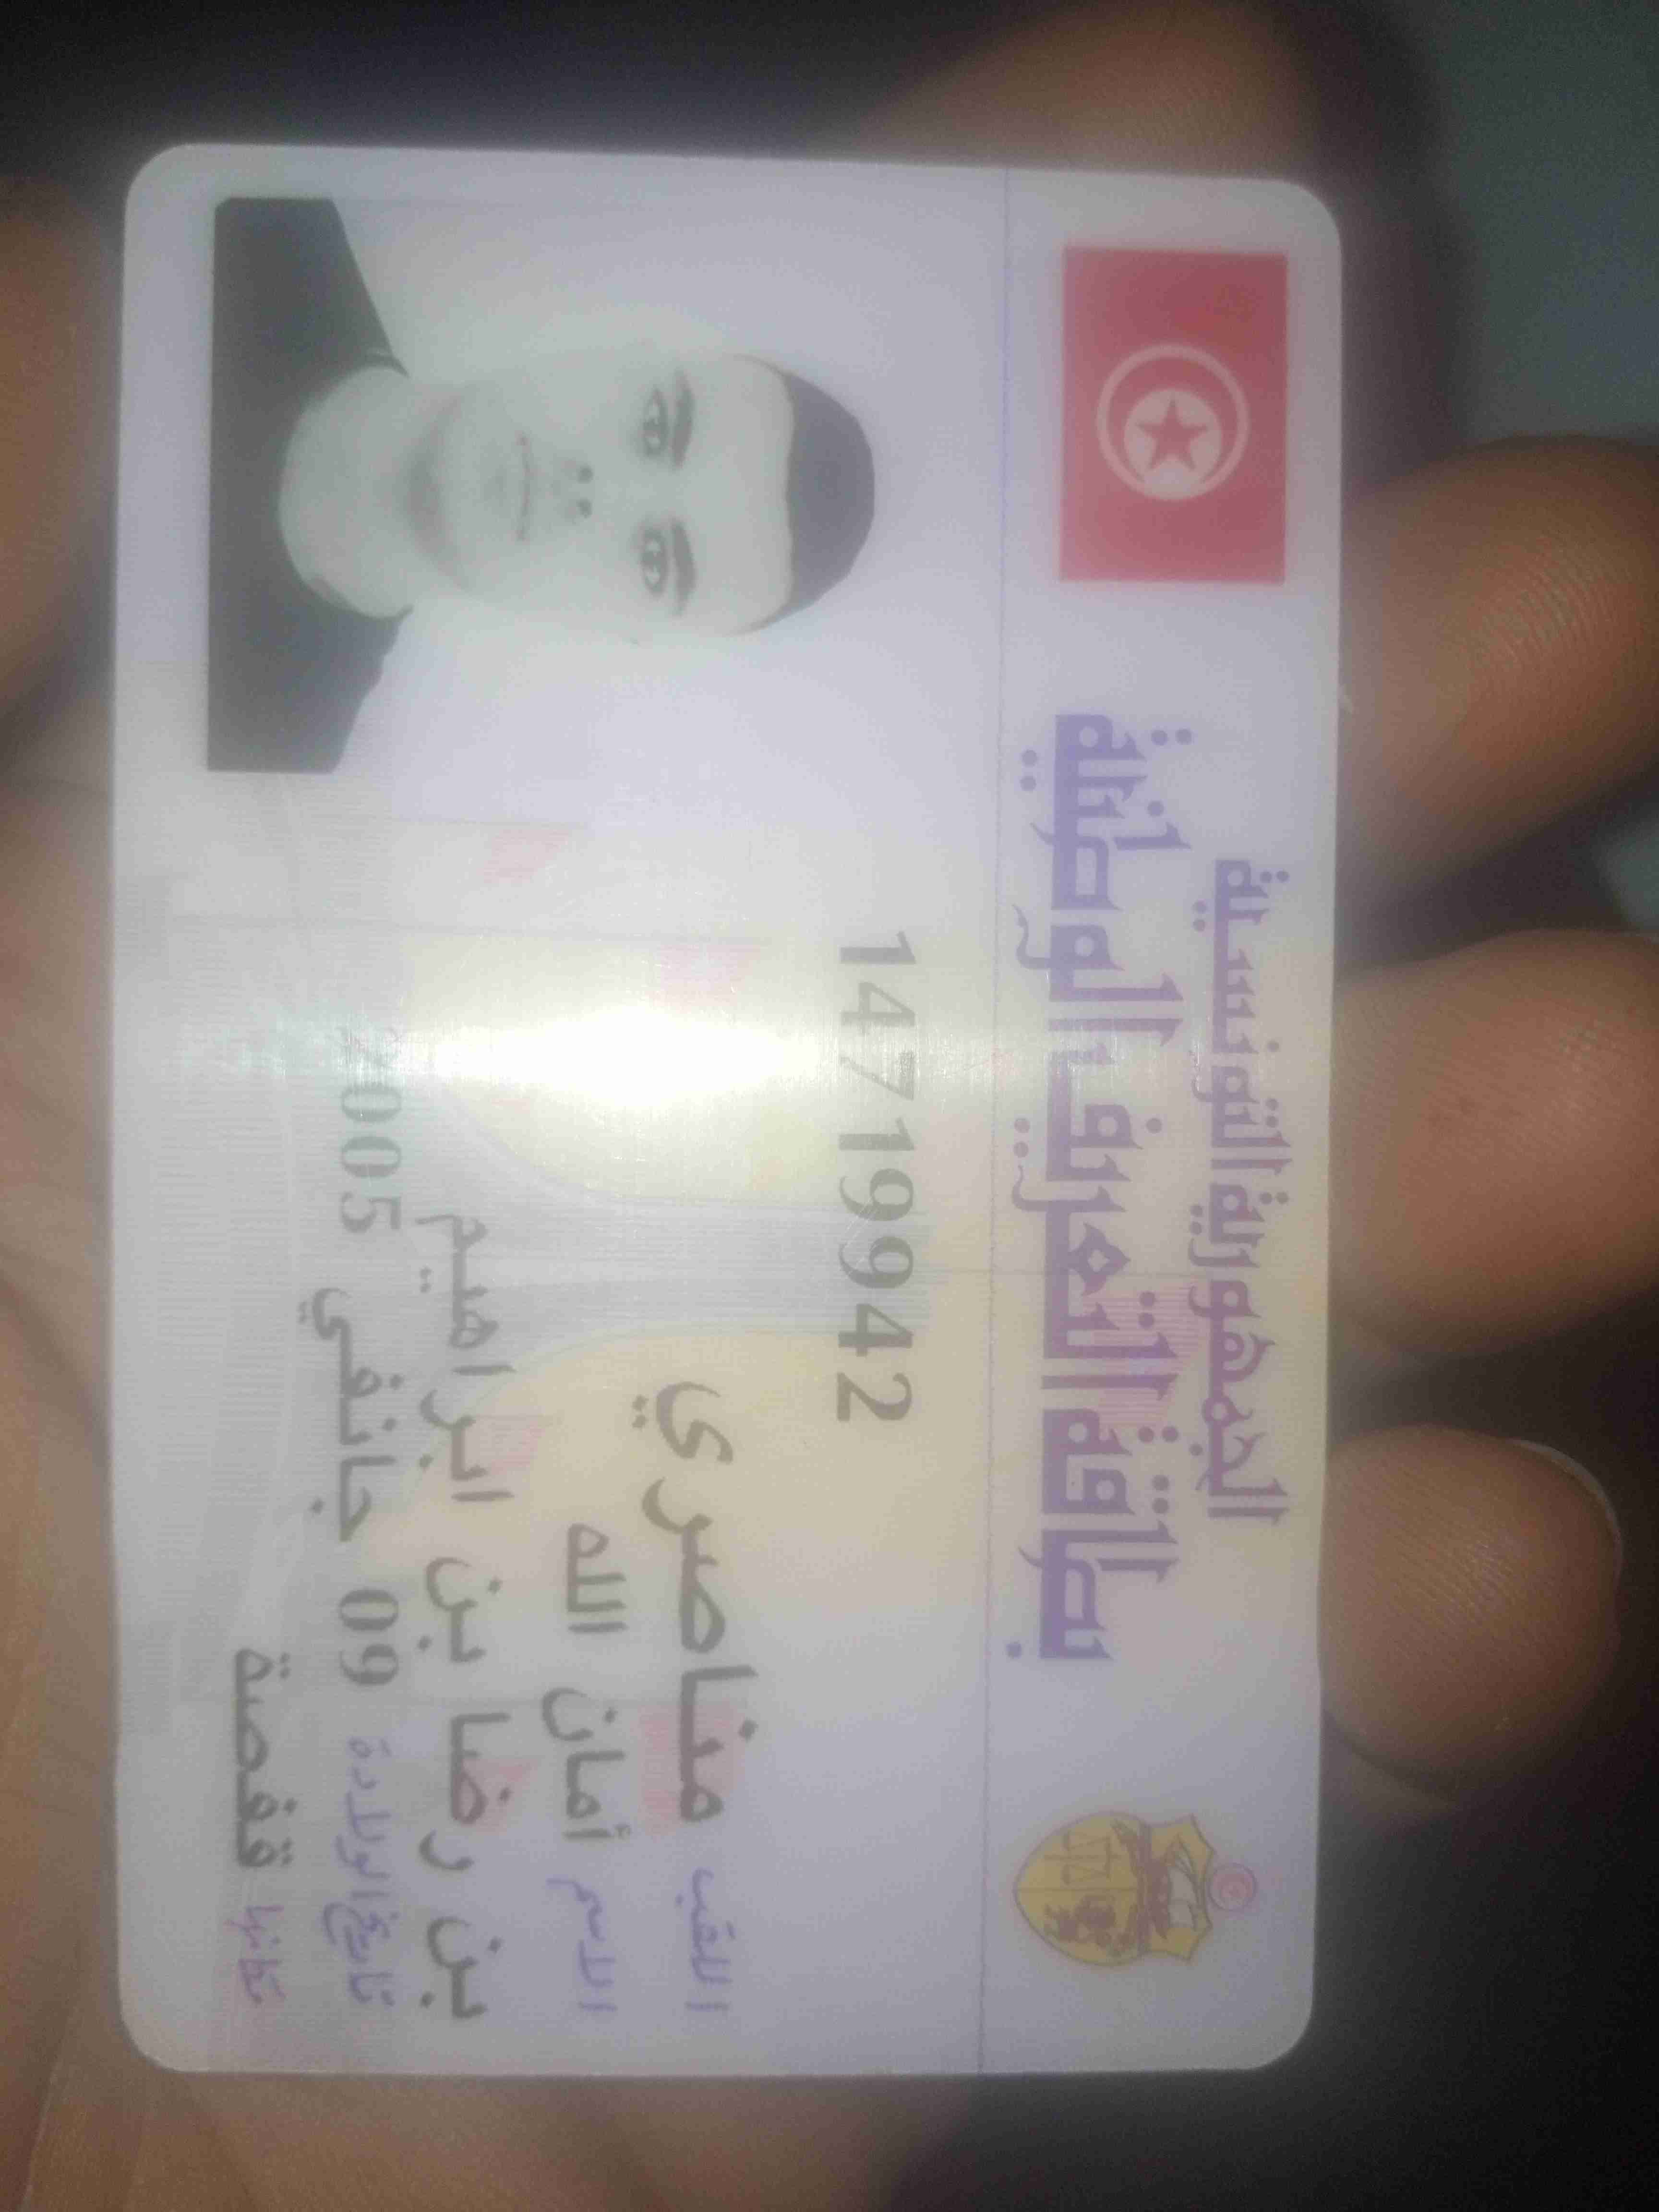 الجمهورية التونسية
بطاقة التعريف الوطنية
14719942
اللقب مناصري
الاسم أمان الله
بن رضا بن ابراهيم
تاريخ الولادة 09 جانفي 2005
مكانها قفصة